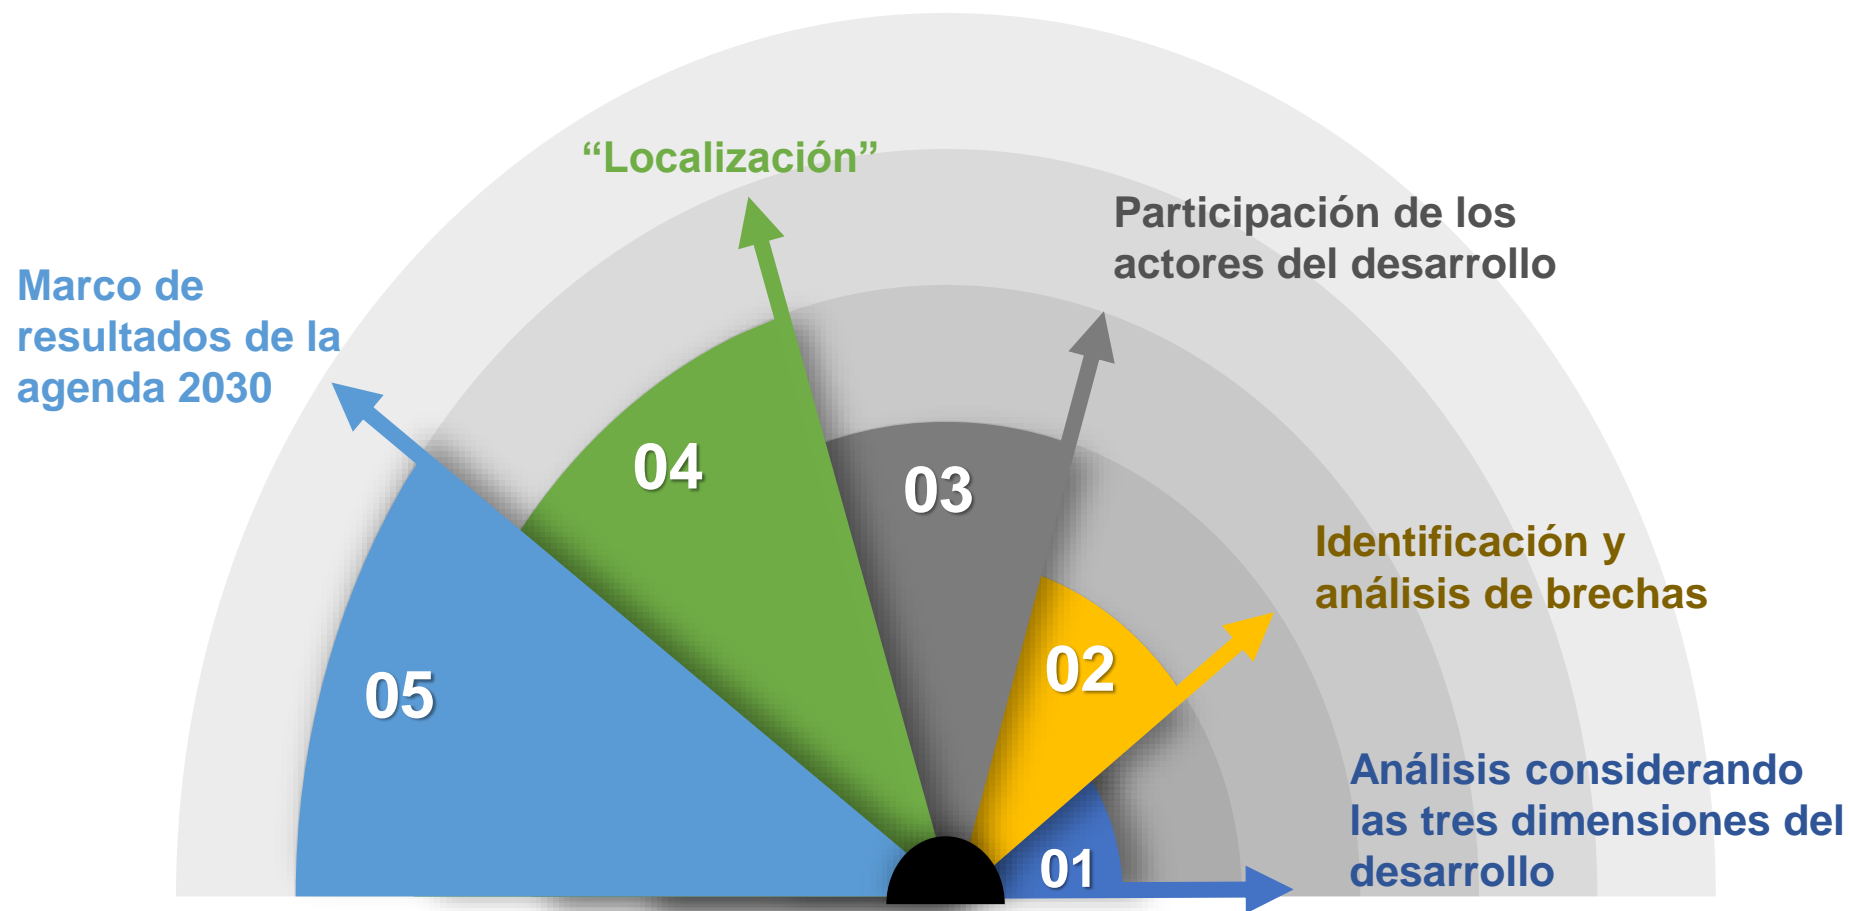 “Localización”
Participación de los
actores del desarrollo
Marco de
resultados de la
agenda 2030
04
03
Identificación y
análisis de brechas
02
05
Análisis considerando
las tres dimensiones del
desarrollo
01